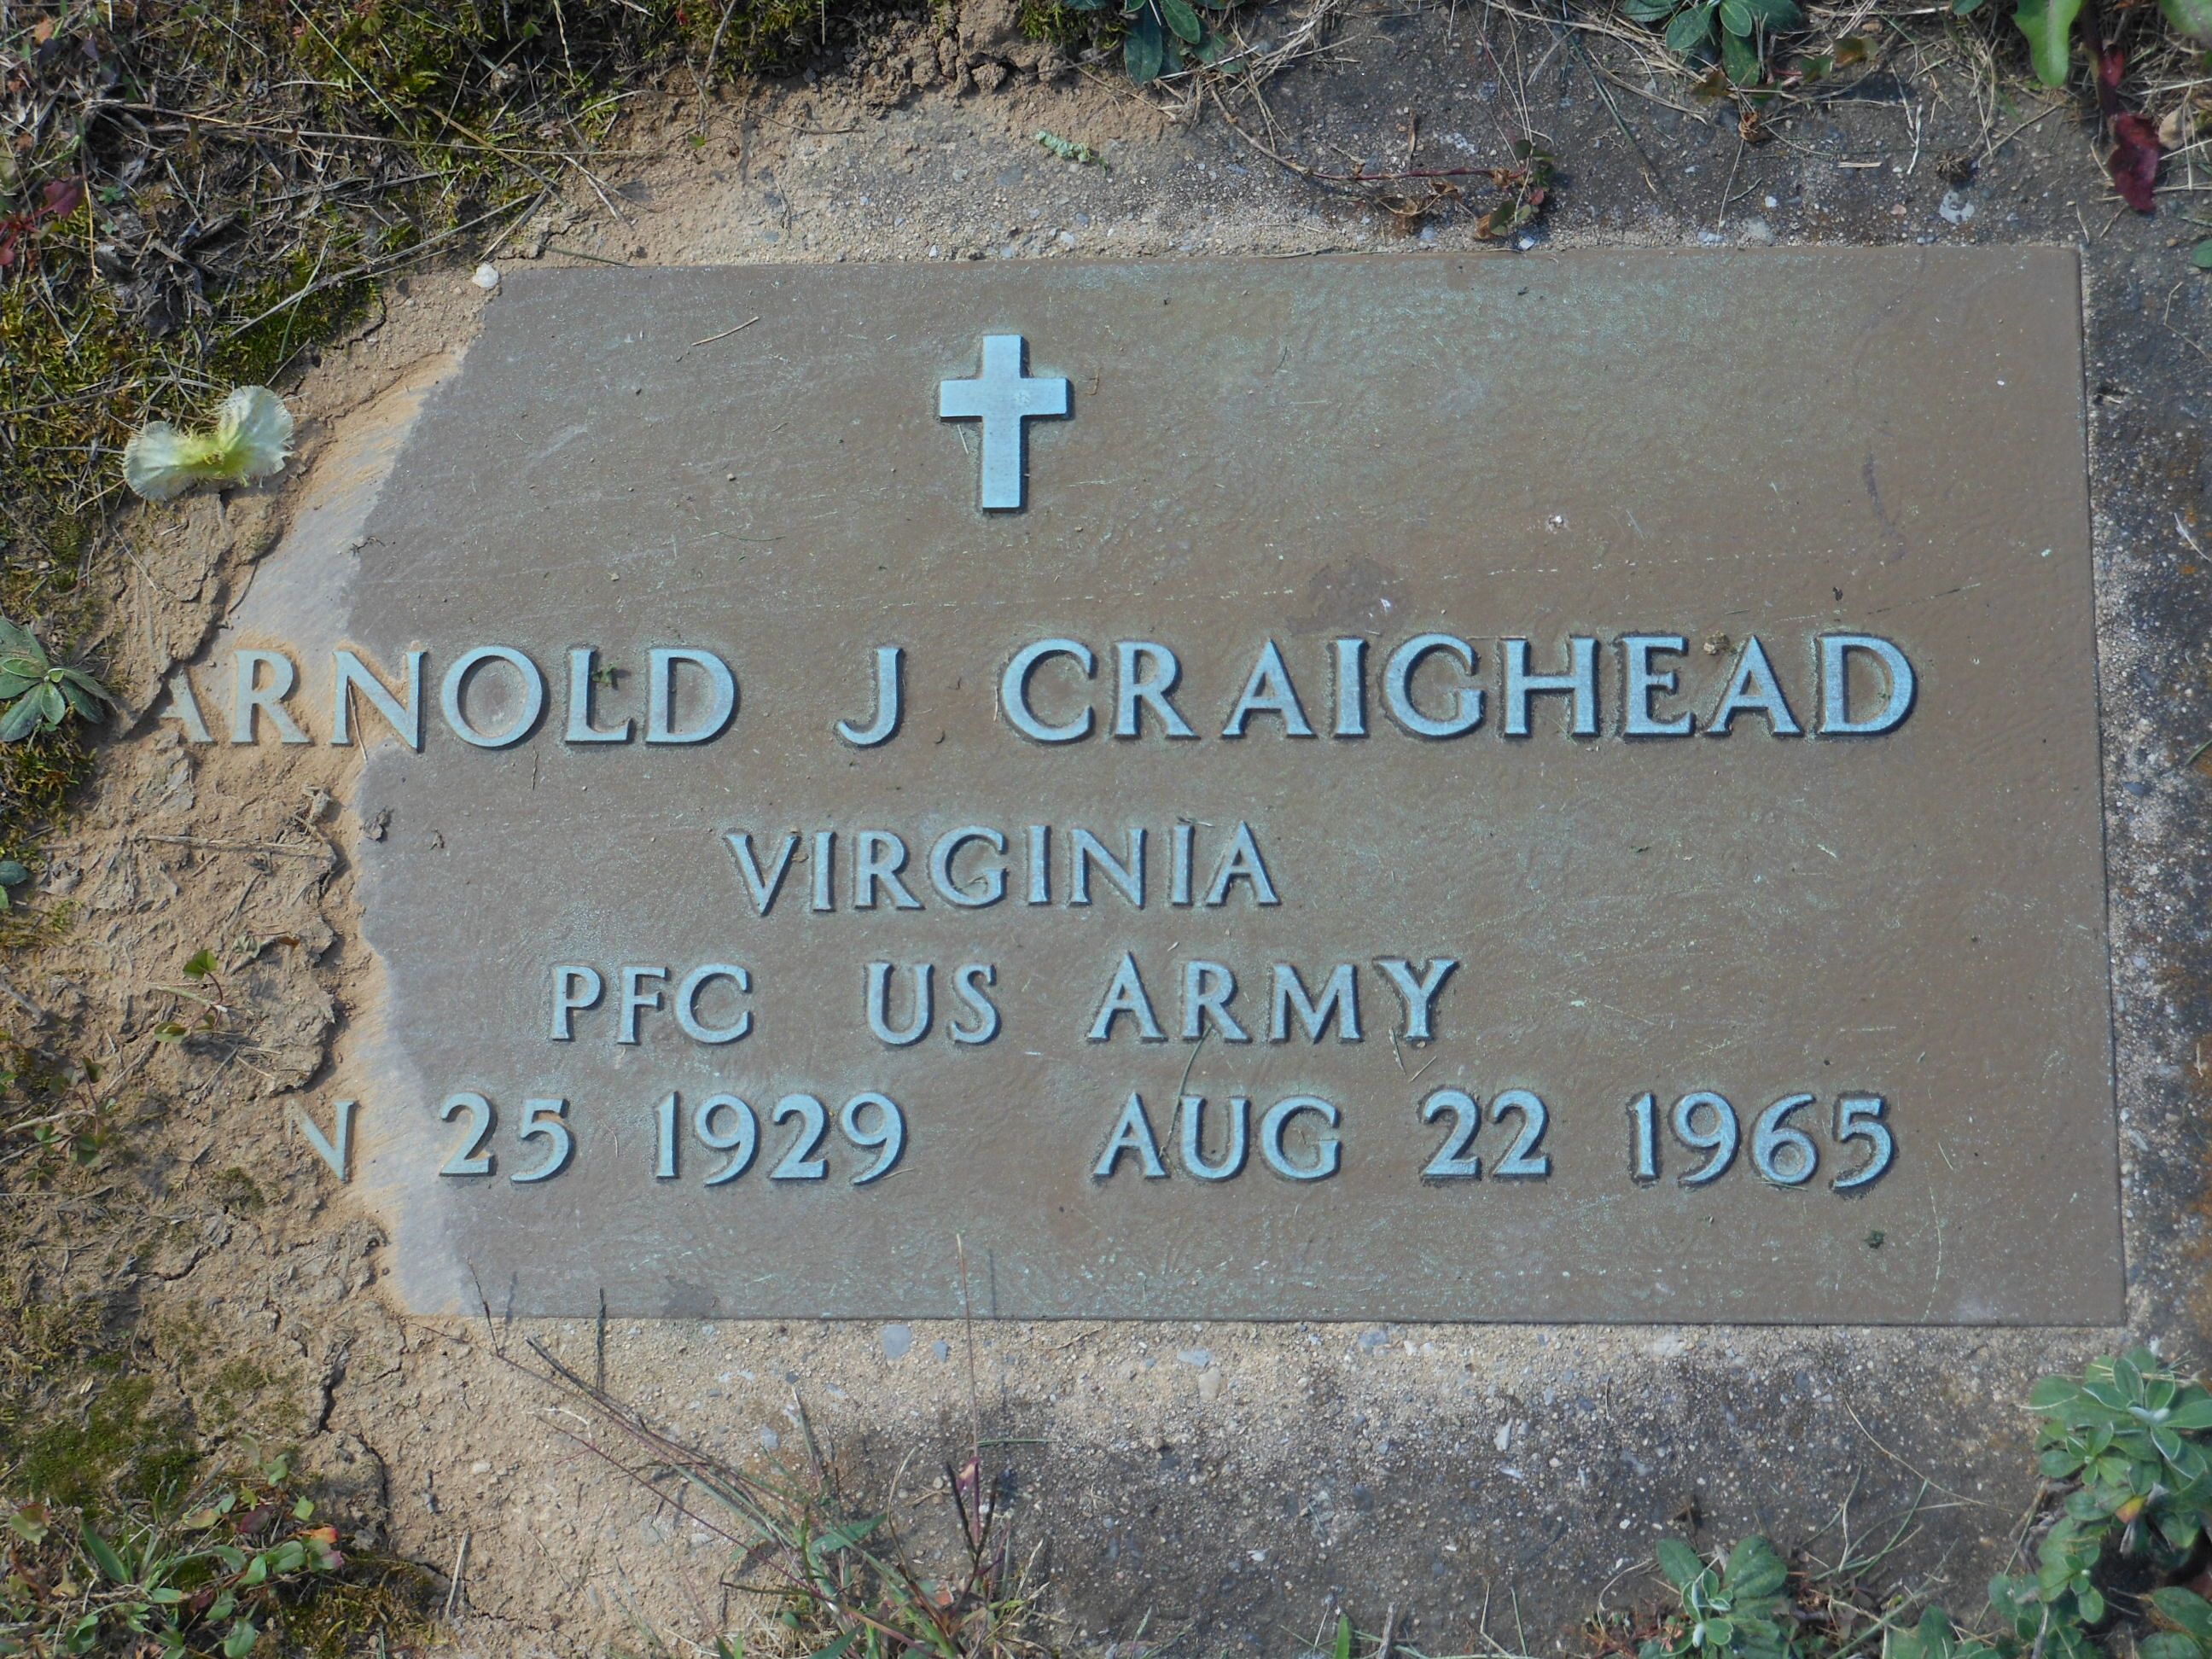 ARNOLD J CRAIGHEAD
VIRGINIA
PFC US ARMY
25 1929 AUG 22 1965